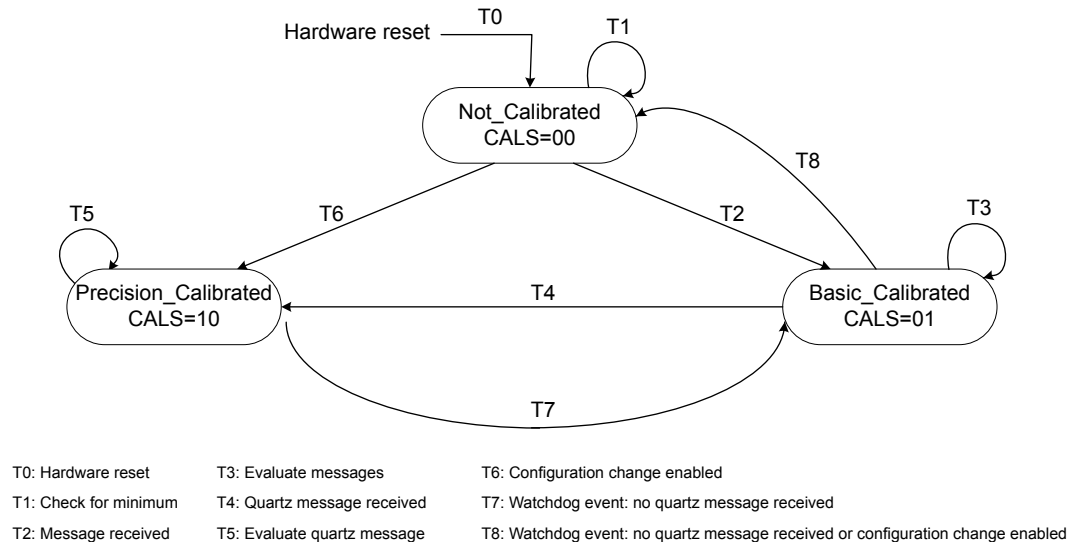 T0
Hardware reset
T1
Not_Calibrated
CALS=00
T8
T6
T2
T5
T3
Precision_Calibrated
CALS=10
T4
Basic_Calibrated
CALS=01
T7
T0: Hardware reset
T3: Evaluate messages
T6: Configuration change enabled
T1: Check for minimum
T4: Quartz message received
T7: Watchdog event: no quartz message received
T2: Message received
T5: Evaluate quartz message
T8: Watchdog event: no quartz message received or configuration change enabled